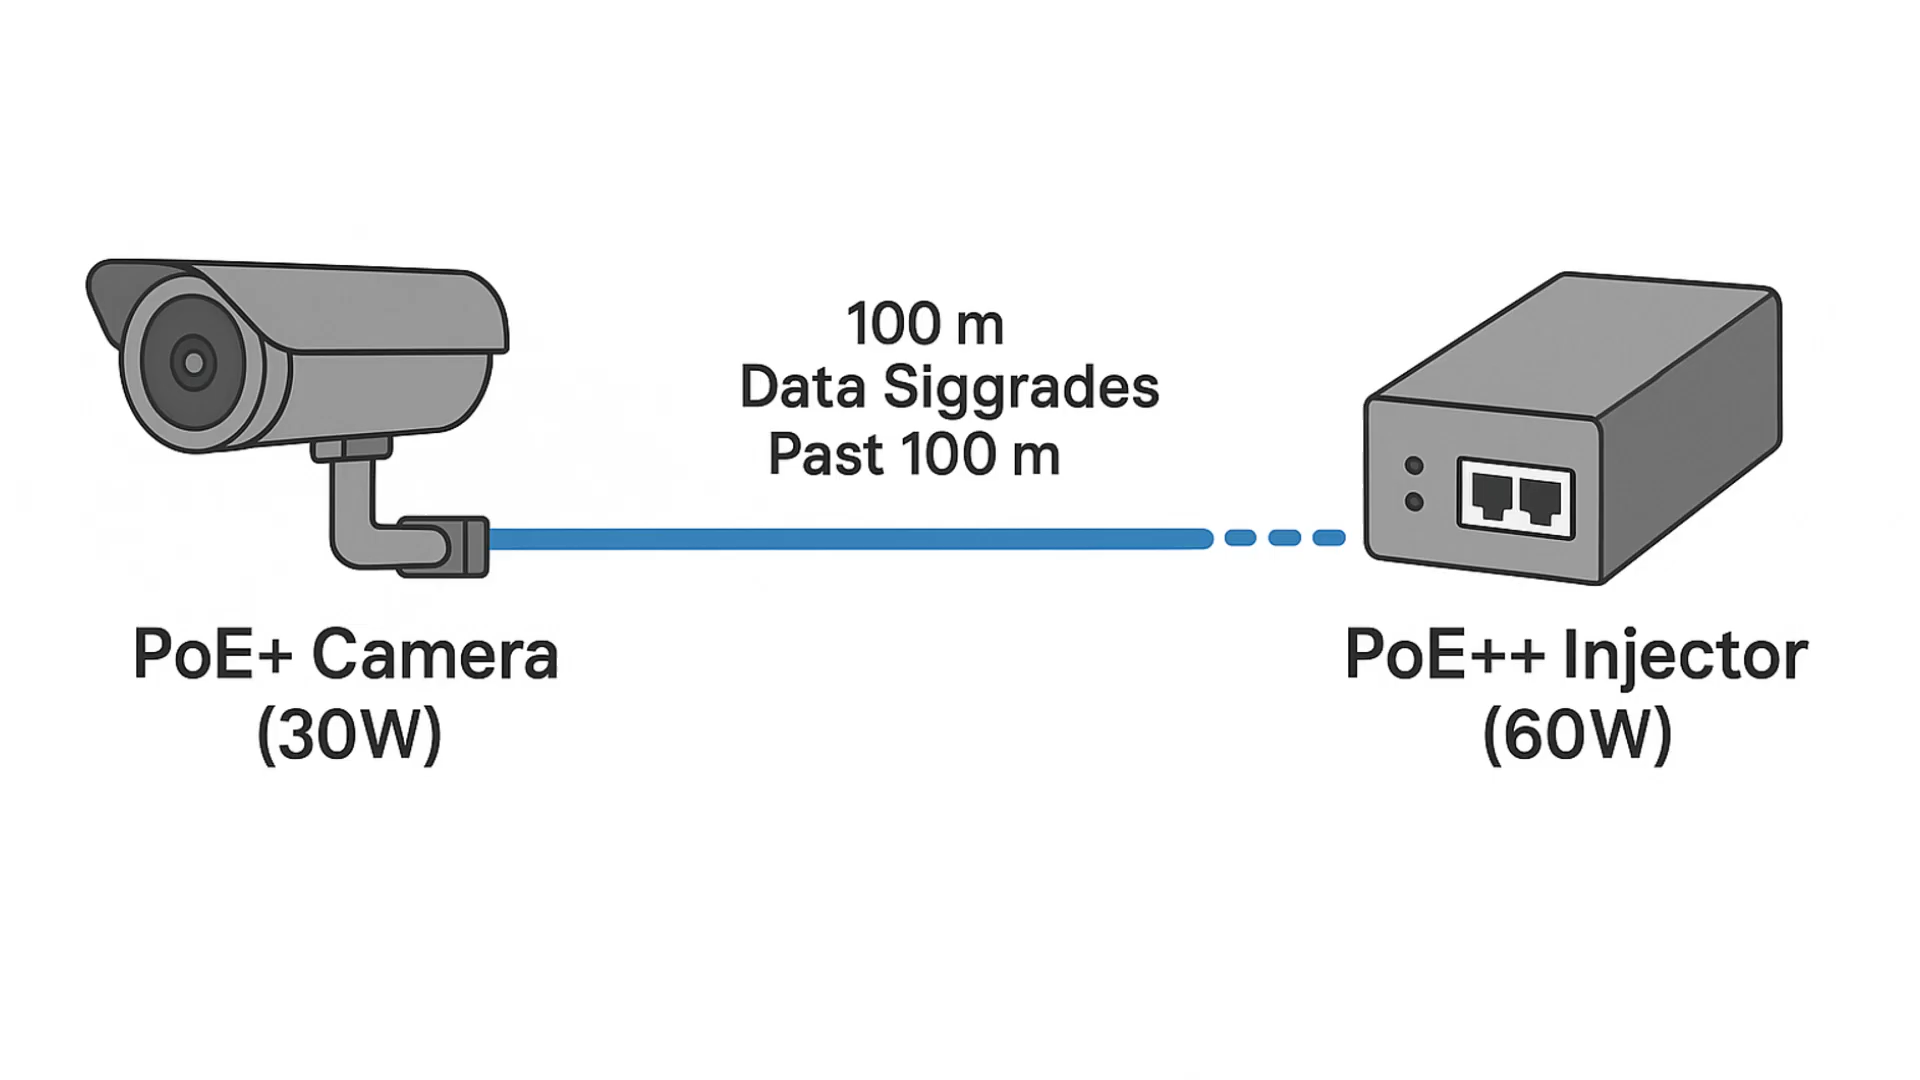 100 m
Data Siggrades
Past 100 m
PoE+ Camera
(30W)
PoE++ Injector
(60W)